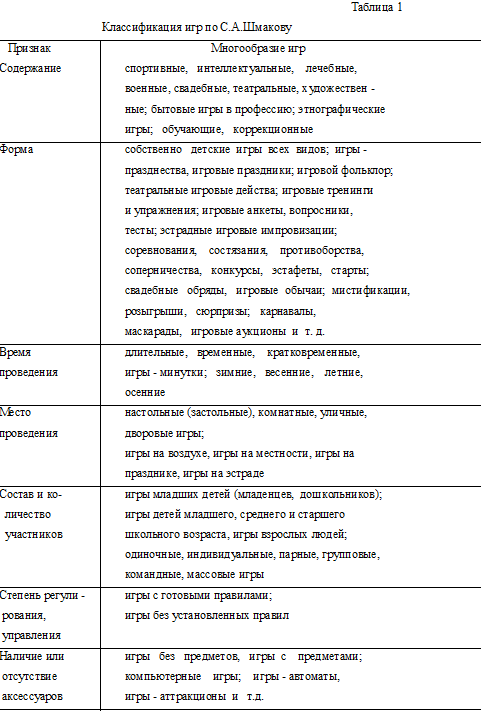 Таблица 1
Классификация игр по С.А.Шмакову
Признак Многообразие игр
Содержание спортивные, интеллектуальные, лечебные,
военные, свадебные, театральные, художествен -
ные; бытовые игры в профессию; этнографические
игры; обучающие, коррекционные
Форма собственно детские игры всех видов; игры -
празднества, игровые праздники; игровой фольклор;
театральные игровые действа; игровые тренинги
и упражнения; игровые анкеты, вопросники,
тесты; эстрадные игровые импровизации;
соревнования, состязания, противоборства,
соперничества, конкурсы, эстафеты, старты;
свадебные обряды, игровые обычаи; мистификации,
розыгрыши, сюрпризы; карнавалы,
маскарады, игровые аукционы и т. д.
Время длительные, временные, кратковременные,
проведения игры - минутки; зимние, весенние, летние,
осенние
Место настольные (застольные), комнатные, уличные,
проведения дворовые игры;
игры на воздухе, игры на местности, игры на
празднике, игры на эстраде
Состав и ко- игры младших детей (младенцев, дошкольников);
личество игры детей младшего, среднего и старшего
участников школьного возраста, игры взрослых людей;
одиночные, индивидуальные, парные, групповые,
командные, массовые игры
Степень регули - игры с готовыми правилами;
рования, игры без установленных правил
управления
Наличие или игры без предметов, игры с предметами;
отсутствие компьютерные игры; игры - автоматы,
аксессуаров игры - аттракционы и т.д.